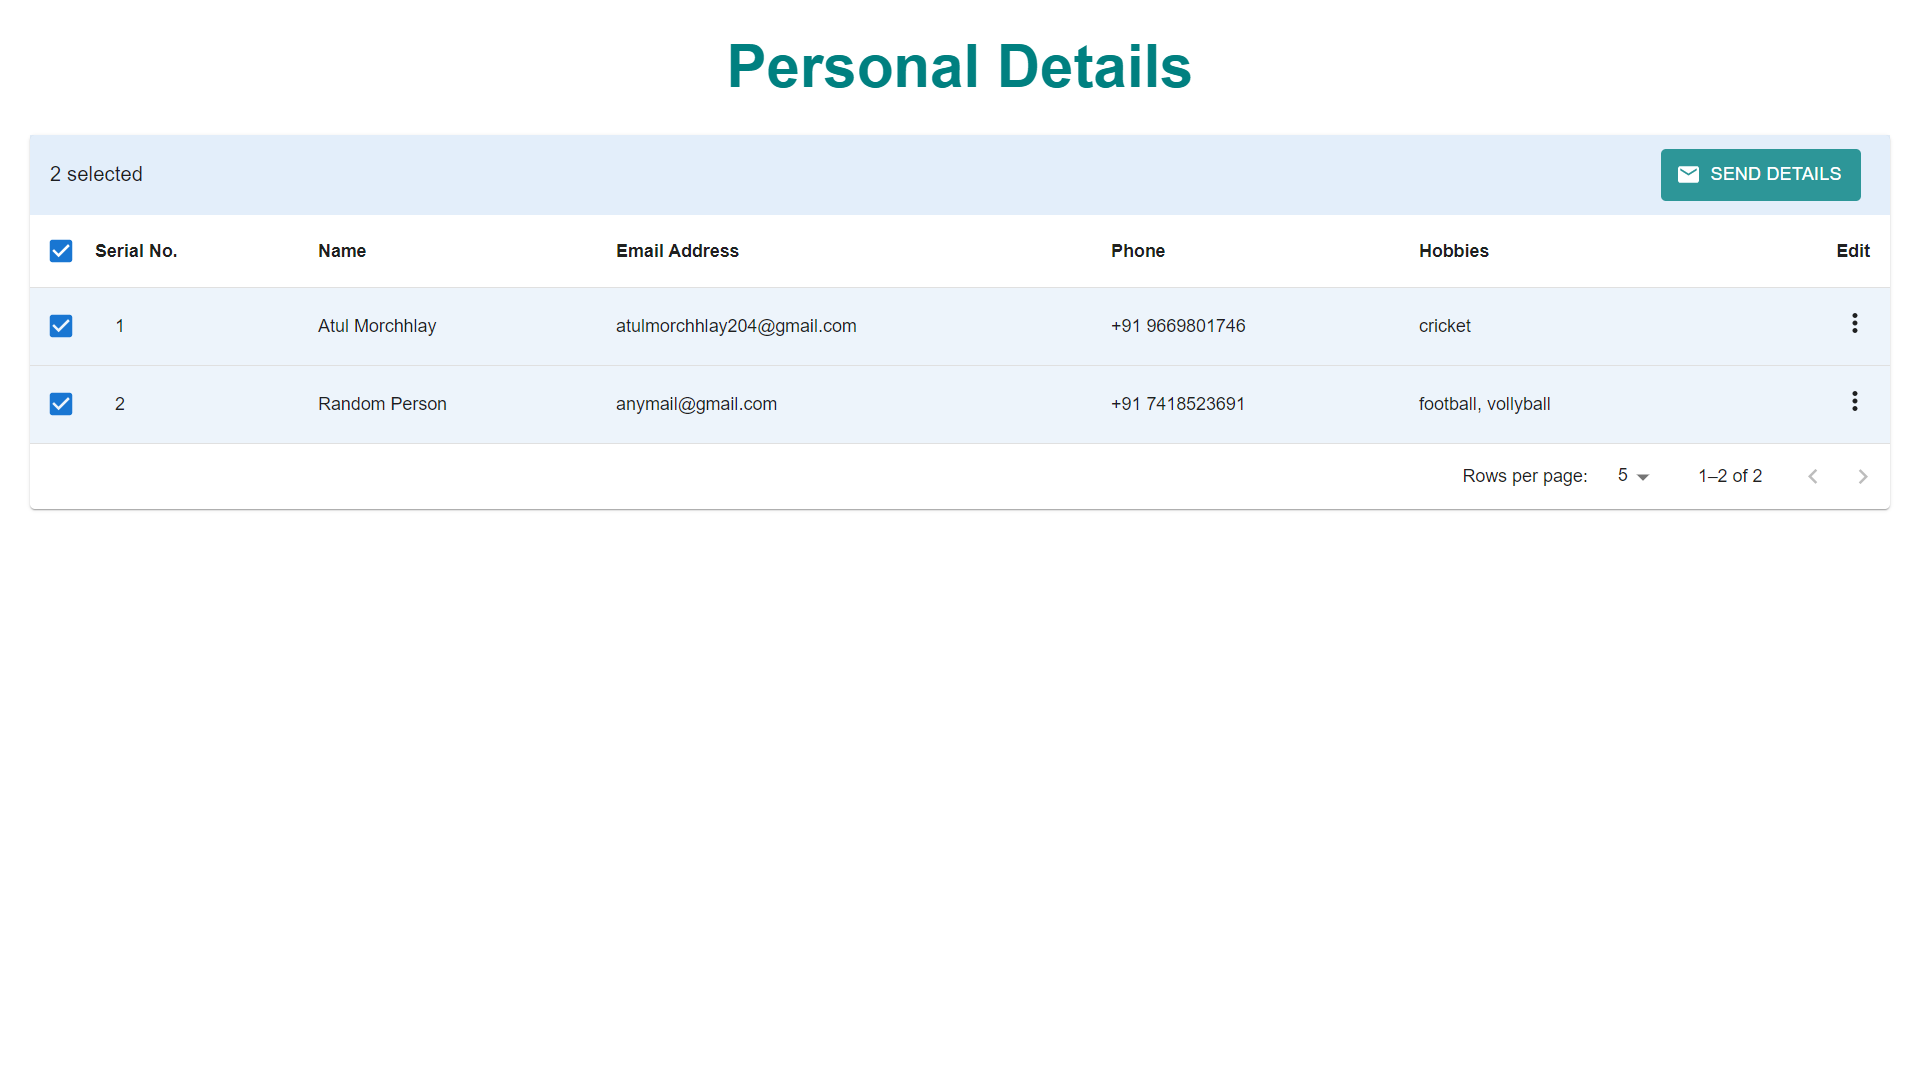 Personal Details
2 selected
SEND DETAILS
Serial No. Name Email Address Phone Hobbies Edit
1 Atul Morchhlay atulmorchhlay204@gmail.com +91 9669801746 cricket
2 Random Person anymail@gmail.com +91 7418523691 football, vollyball
Rows per page: 5 1–2 of 2